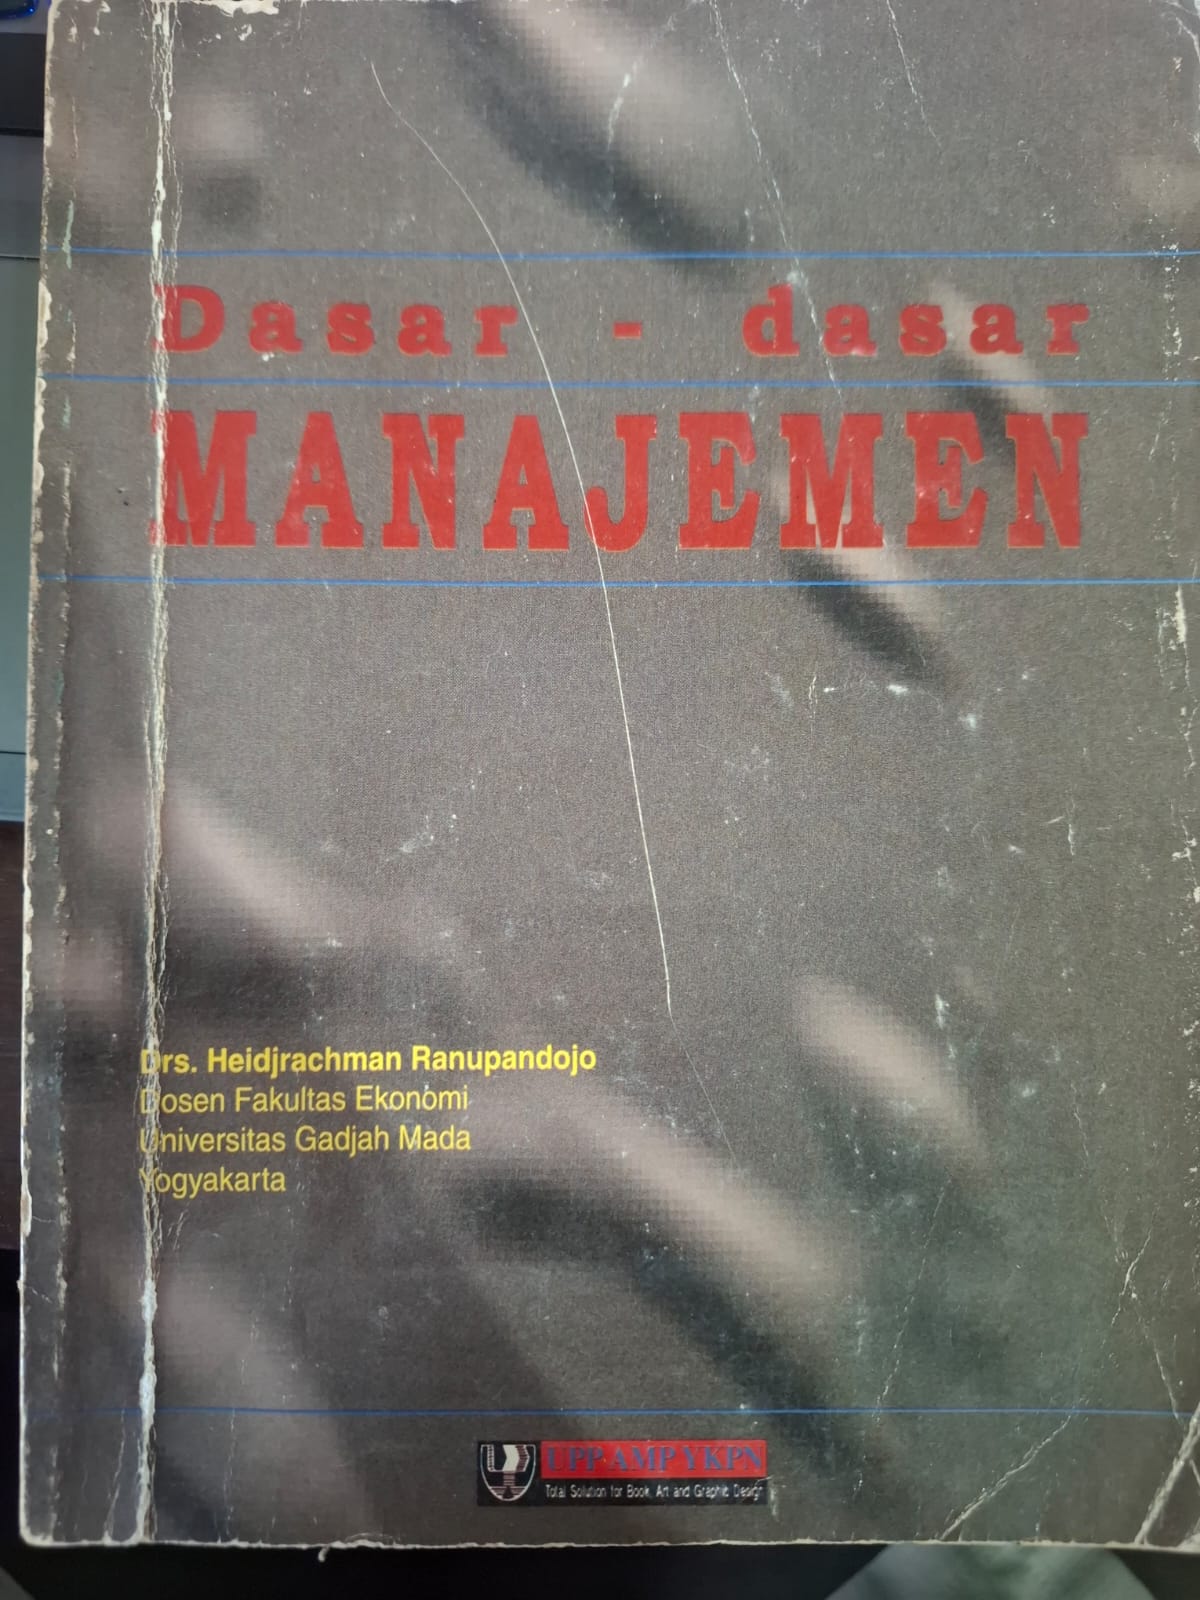 Dasar - dasar
MANAJEMEN
Drs. Heidjrachman Ranupandojo
Dosen Fakultas Ekonomi
Universitas Gadjah Mada
Yogyakarta
UPP AMP YKPN
Total Solution for Book, Art and Graphic Design